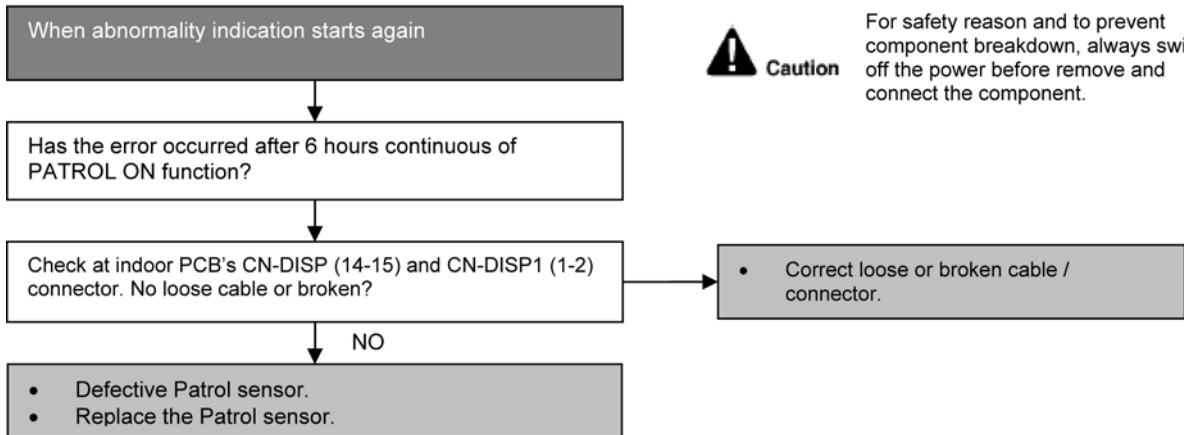 When abnormality indication starts again
For safety reason and to prevent
component breakdown, always swi
off the power before remove and
connect the component.
Caution
Has the error occurred after 6 hours continuous of
PATROL ON function?
Check at indoor PCB's CN-DISP (14-15) and CN-DISP1 (1-2)
connector. No loose cable or broken?
• Correct loose or broken cable /
connector.
NO
• Defective Patrol sensor.
• Replace the Patrol sensor.